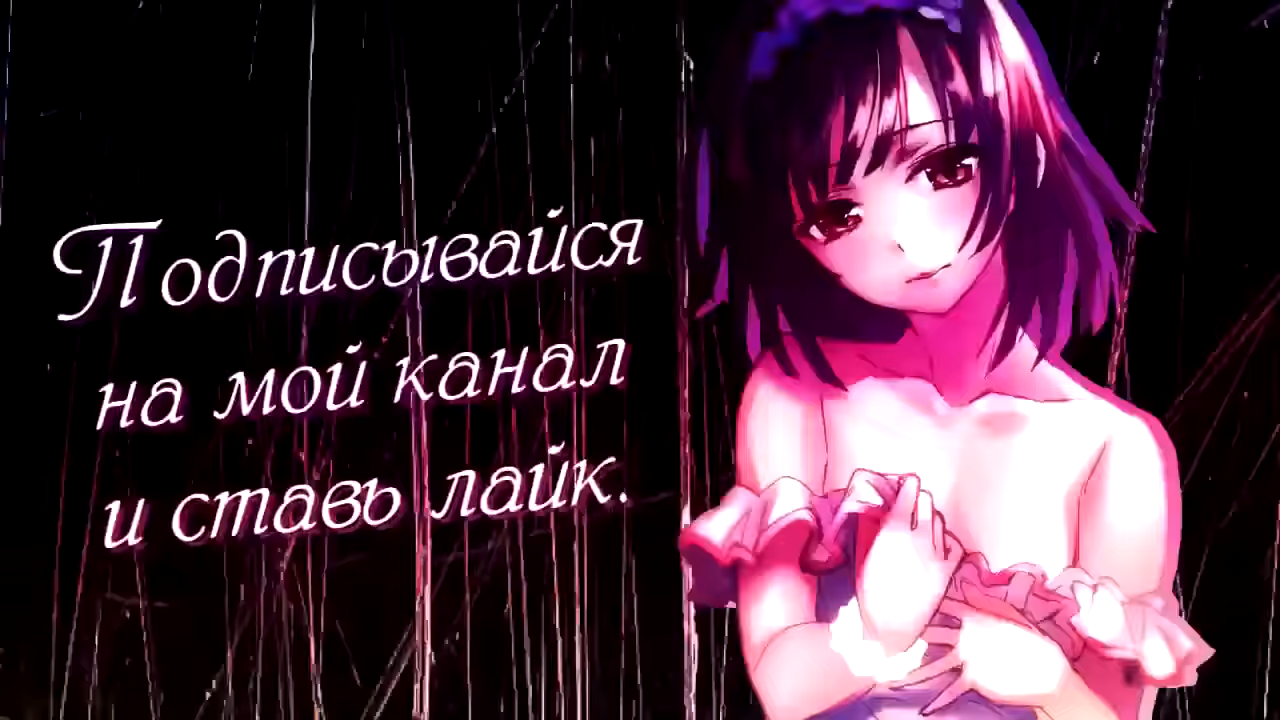 Подписывайся
на мой канал
и ставь лайк.